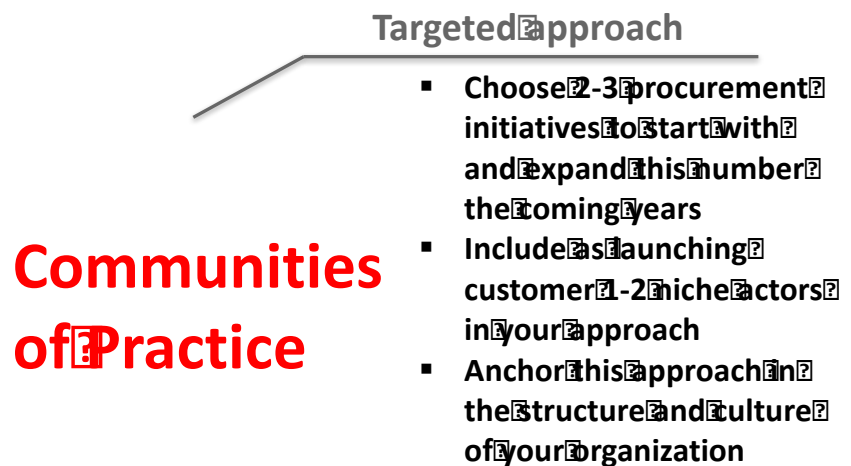 Targeted approach
▪ Choose 2-3 procurement
initiatives to start with
and expand this number
the coming years
Communities
of Practice
▪ Include as launching
customer 1-2 niche actors
in your approach
▪ Anchor this approach in
the structure and culture
of your organization